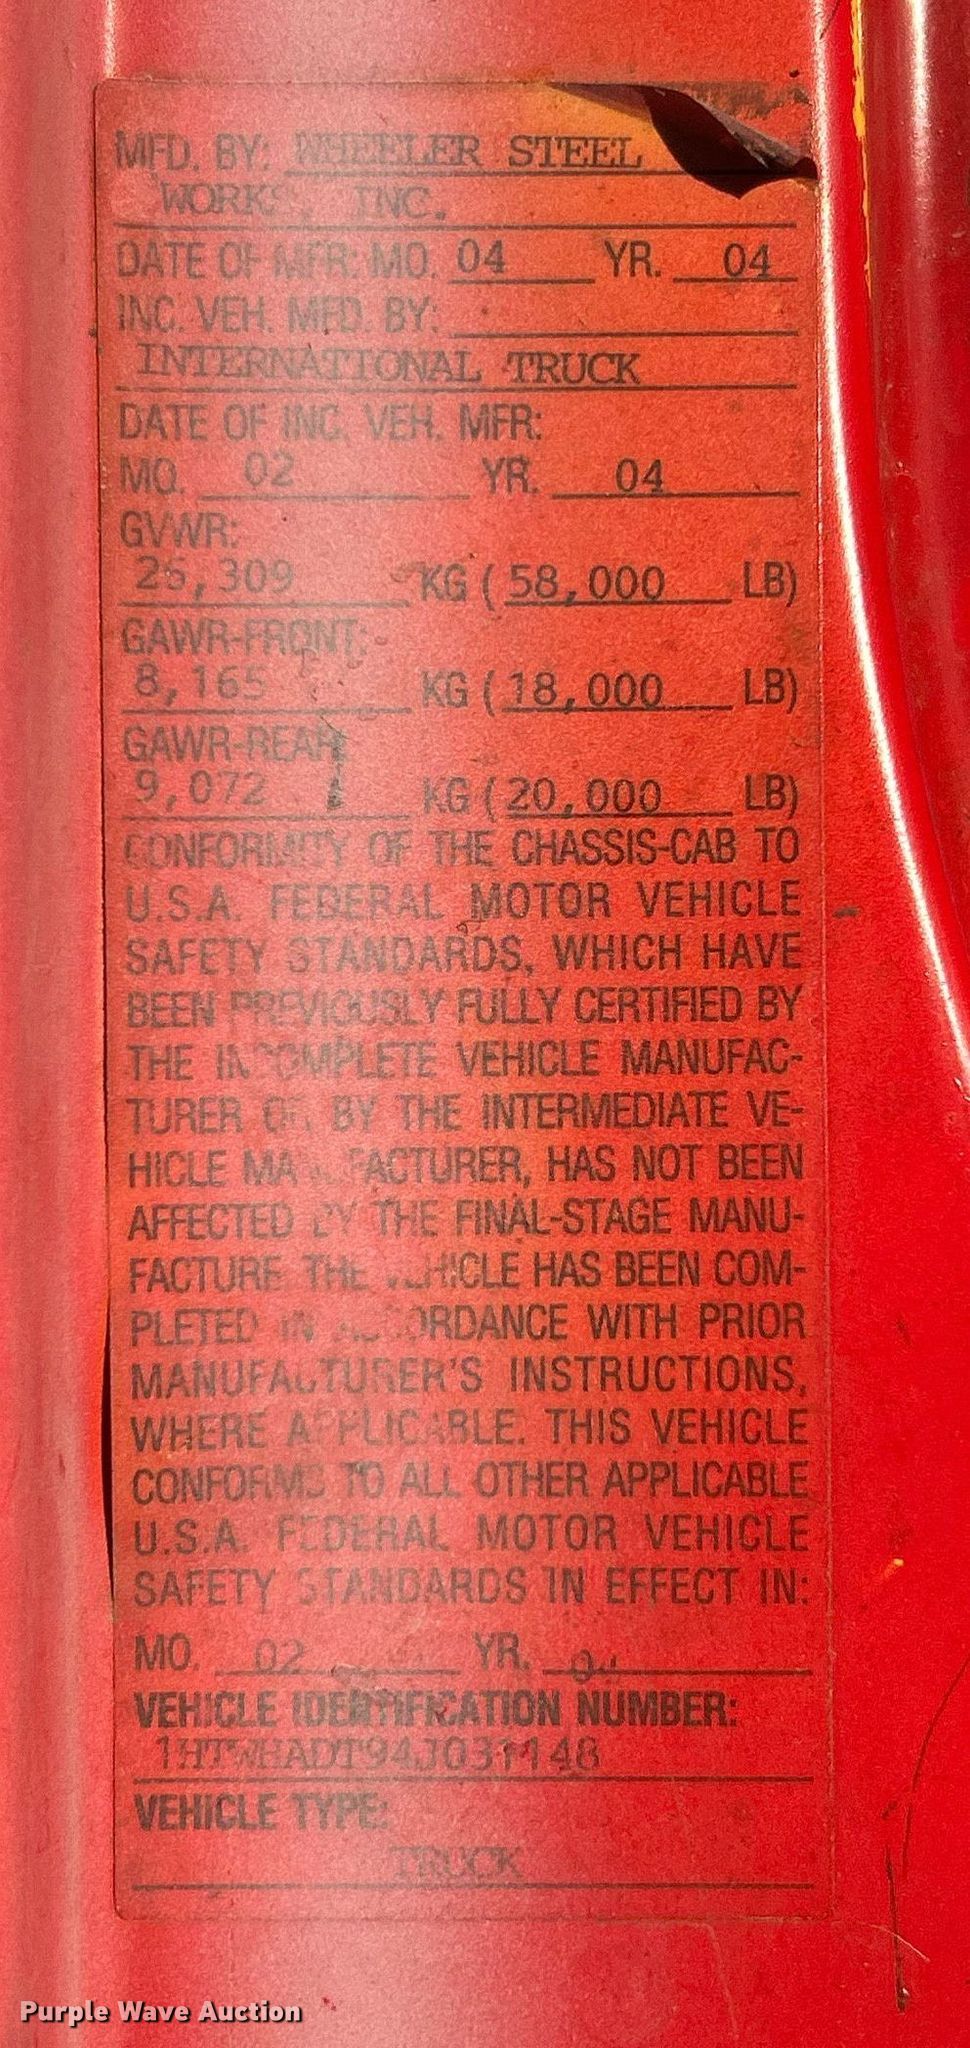 MFD. BY: WHEELER STEEL
WORKS, INC.
DATE OF MFR: MO. 04 YR. 04
INC. VEH. MFD. BY:
INTERNATIONAL TRUCK
DATE OF INC. VEH. MFR:
MO. 02 YR. 04
GVWR:
26,309 KG (58,000 LB)
GAWR-FRONT:
8,165 KG (18,000 LB)
GAWR-REAR:
9,072 KG (20,000 LB)
CONFORMITY OF THE CHASSIS-CAB TO
U.S.A. FEDERAL MOTOR VEHICLE
SAFETY STANDARDS, WHICH HAVE
BEEN PREVIOUSLY FULLY CERTIFIED BY
THE INCOMPLETE VEHICLE MANUFAC-
TURER OR BY THE INTERMEDIATE VE-
HICLE MANUFACTURER, HAS NOT BEEN
AFFECTED BY THE FINAL-STAGE MANU-
FACTURE THE VEHICLE HAS BEEN COM-
PLETED IN ACCORDANCE WITH PRIOR
MANUFACTURER'S INSTRUCTIONS,
WHERE APPLICABLE. THIS VEHICLE
CONFORMS TO ALL OTHER APPLICABLE
U.S.A. FEDERAL MOTOR VEHICLE
SAFETY STANDARDS IN EFFECT IN:
MO. 02 YR.
VEHICLE IDENTIFICATION NUMBER:
1HTWHADT94J031148
VEHICLE TYPE:
TRUCK
Purple Wave Auction